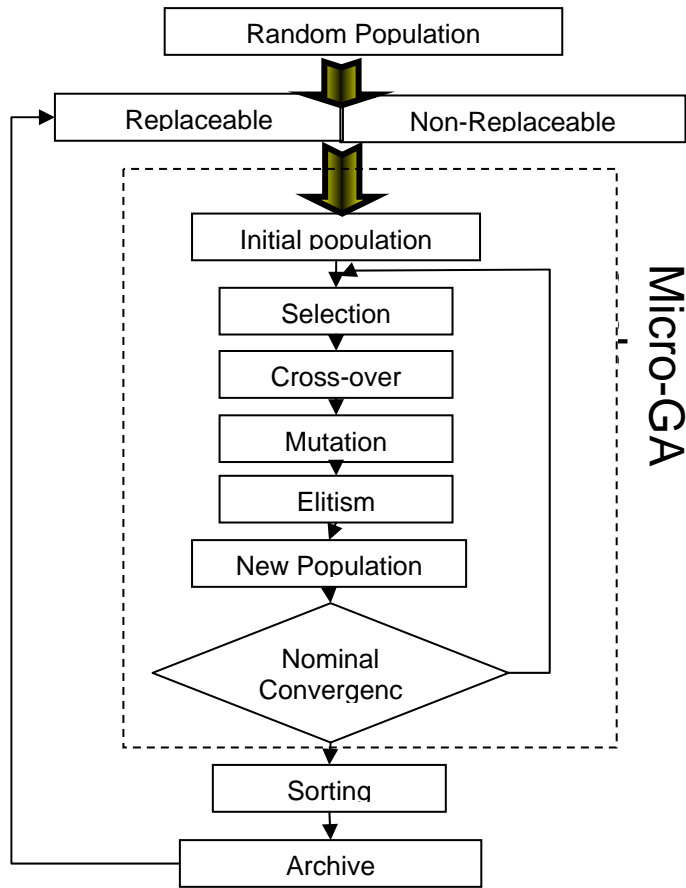 Random Population
Replaceable
Non-Replaceable
Initial population
Selection
Cross-over
Mutation
Elitism
New Population
Nominal
Convergenc
Sorting
Archive
Micro-GA